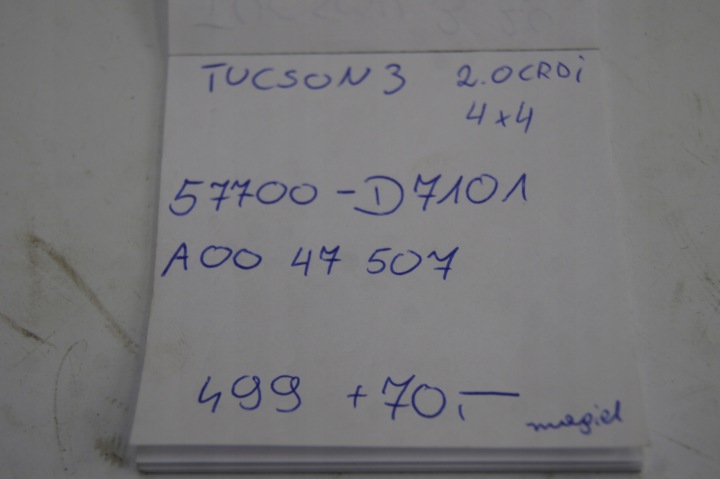 TUCSON 3 2.0CRDi
4x4
57700-D7101
A00 47 507
499 +70,—
magiel